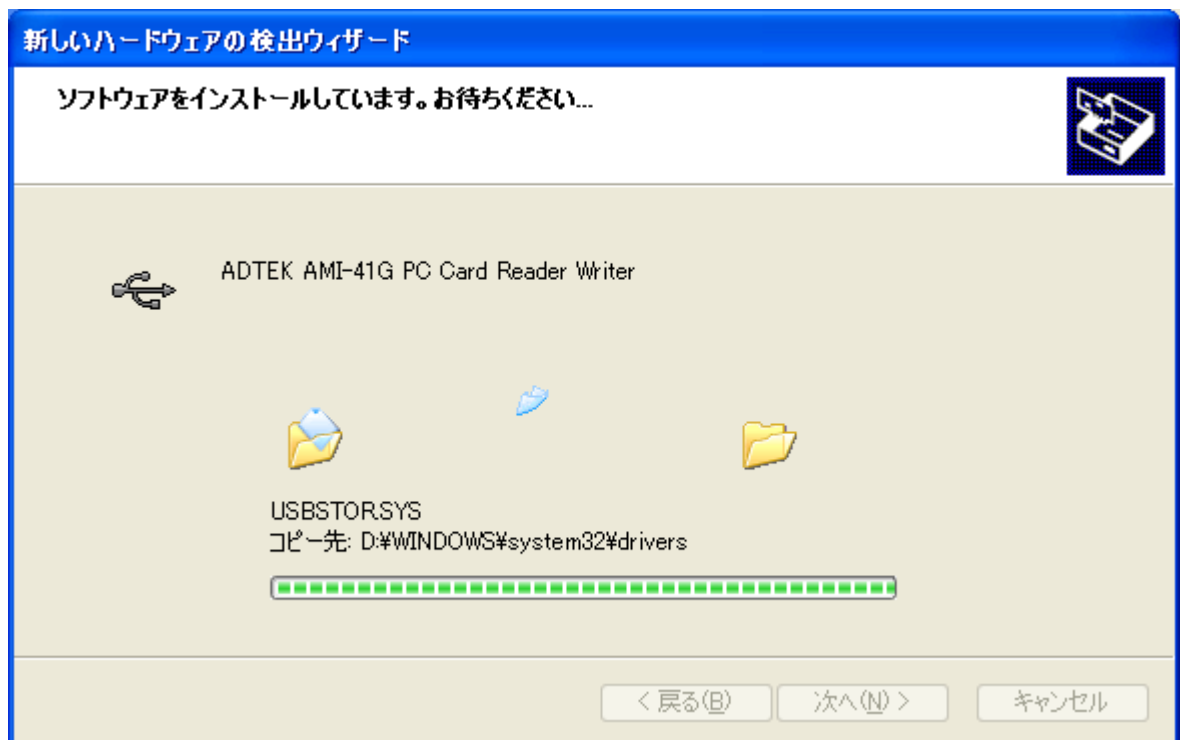 新しいハードウェアの検出ウィザード
ソフトウェアをインストールしています。お待ちください...
ADTEK AMI-41G PC Card Reader Writer
USBSTOR.SYS
コピー先: D:¥WINDOWS¥system32¥drivers
< 戻る(B) 次へ(N) > キャンセル